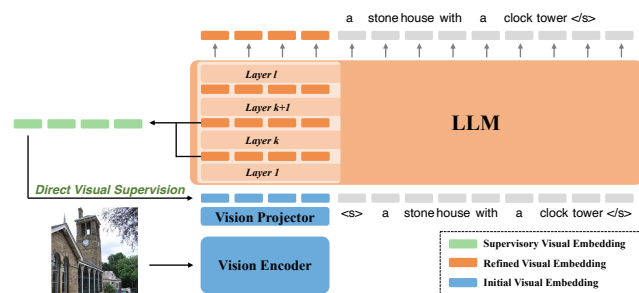 a stone house with a clock tower </s>
Layer l
Layer k+1
Layer k
Layer 1
LLM
Direct Visual Supervision
Vision Projector
<s> a stone house with a clock tower </s>
Vision Encoder
Supervisory Visual Embedding
Refined Visual Embedding
Initial Visual Embedding